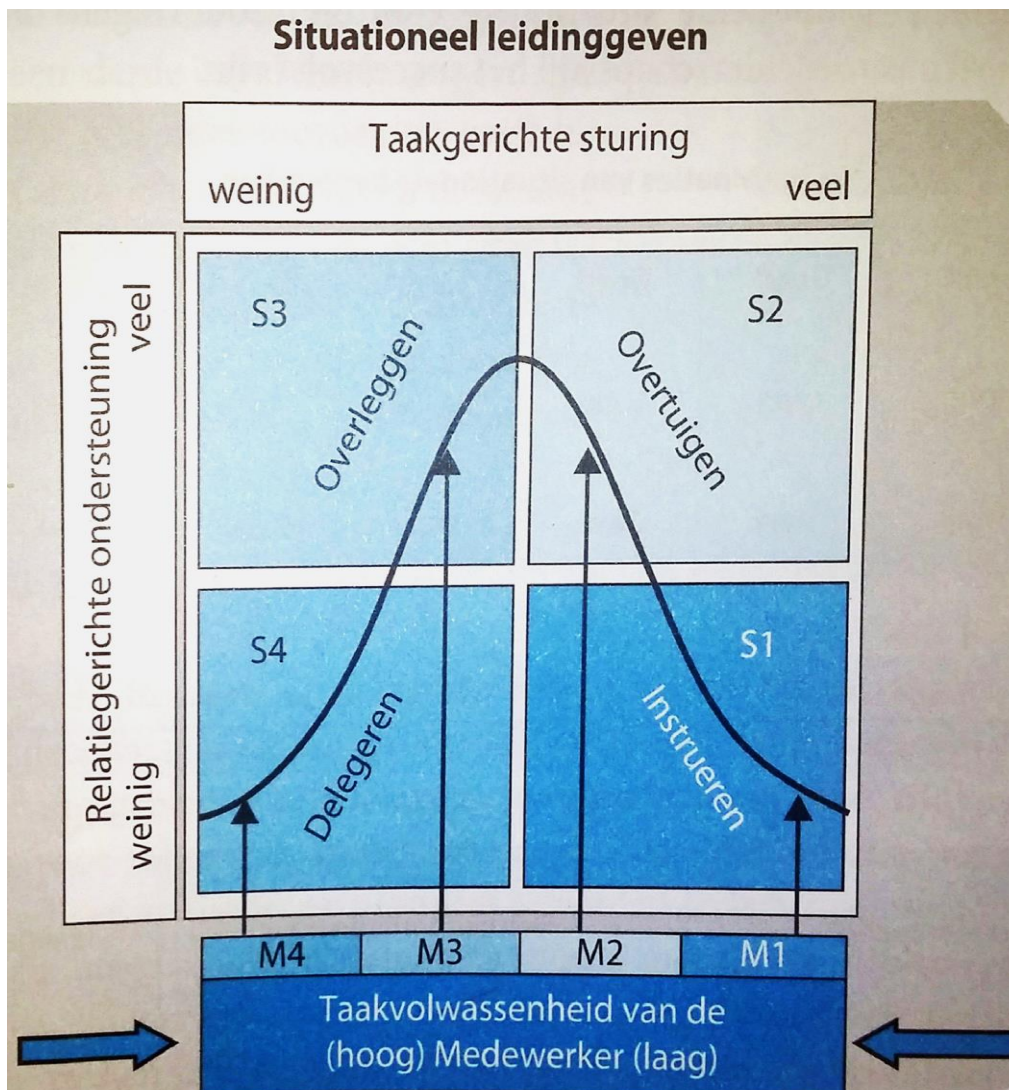 Situationeel leidinggeven
Taakgerichte sturing
weinig veel
Relatiegerichte ondersteuning
weinig veel
S3 S2
Overleggen Overtuigen
S4 S1
Delegeren Instrueren
M4 M3 M2 M1
Taakvolwassenheid van de
(hoog) Medewerker (laag)